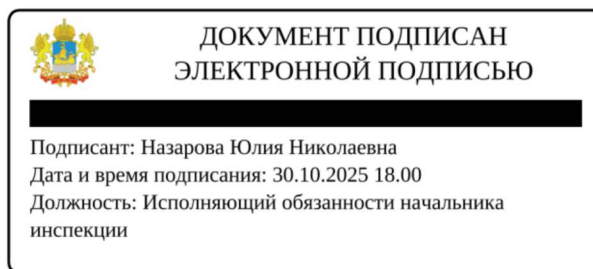 ДОКУМЕНТ ПОДПИСАН
ЭЛЕКТРОННОЙ ПОДПИСЬЮ
Подписант: Назарова Юлия Николаевна
Дата и время подписания: 30.10.2025 18.00
Должность: Исполняющий обязанности начальника
инспекции